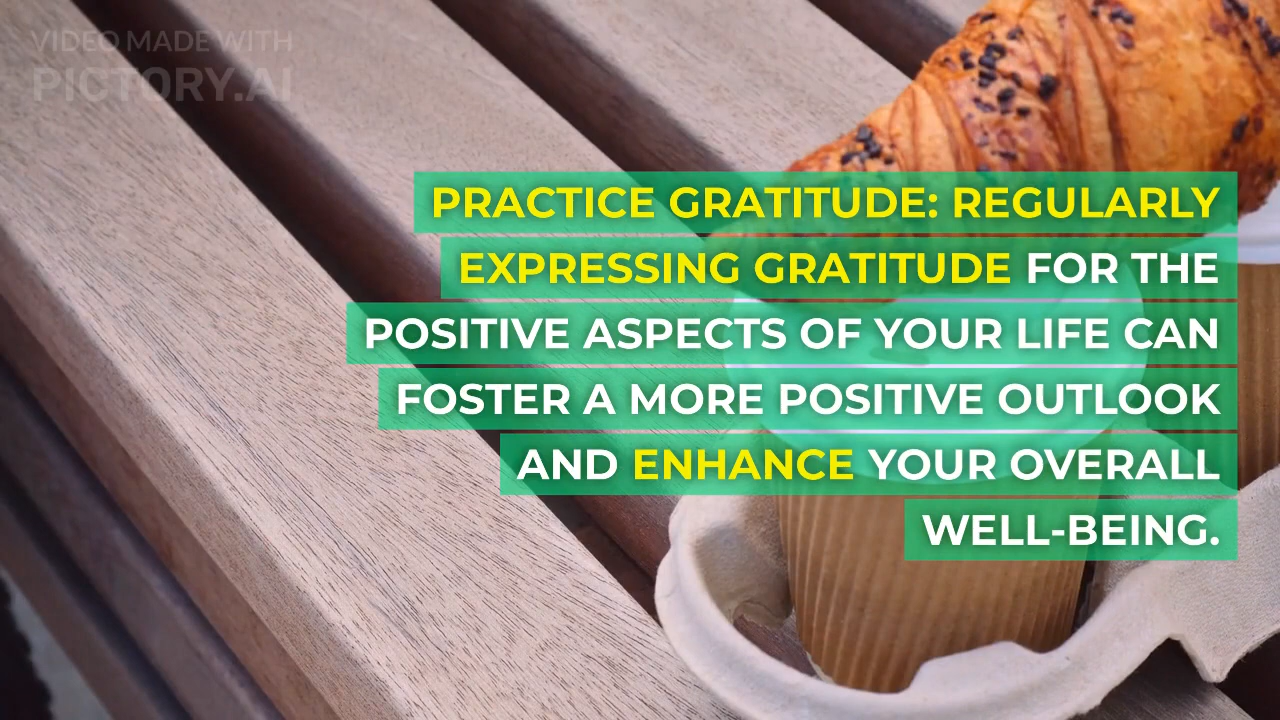 VIDEO MADE WITH
PICTORY.AI
PRACTICE GRATITUDE: REGULARLY
EXPRESSING GRATITUDE FOR THE
POSITIVE ASPECTS OF YOUR LIFE CAN
FOSTER A MORE POSITIVE OUTLOOK
AND ENHANCE YOUR OVERALL
WELL-BEING.